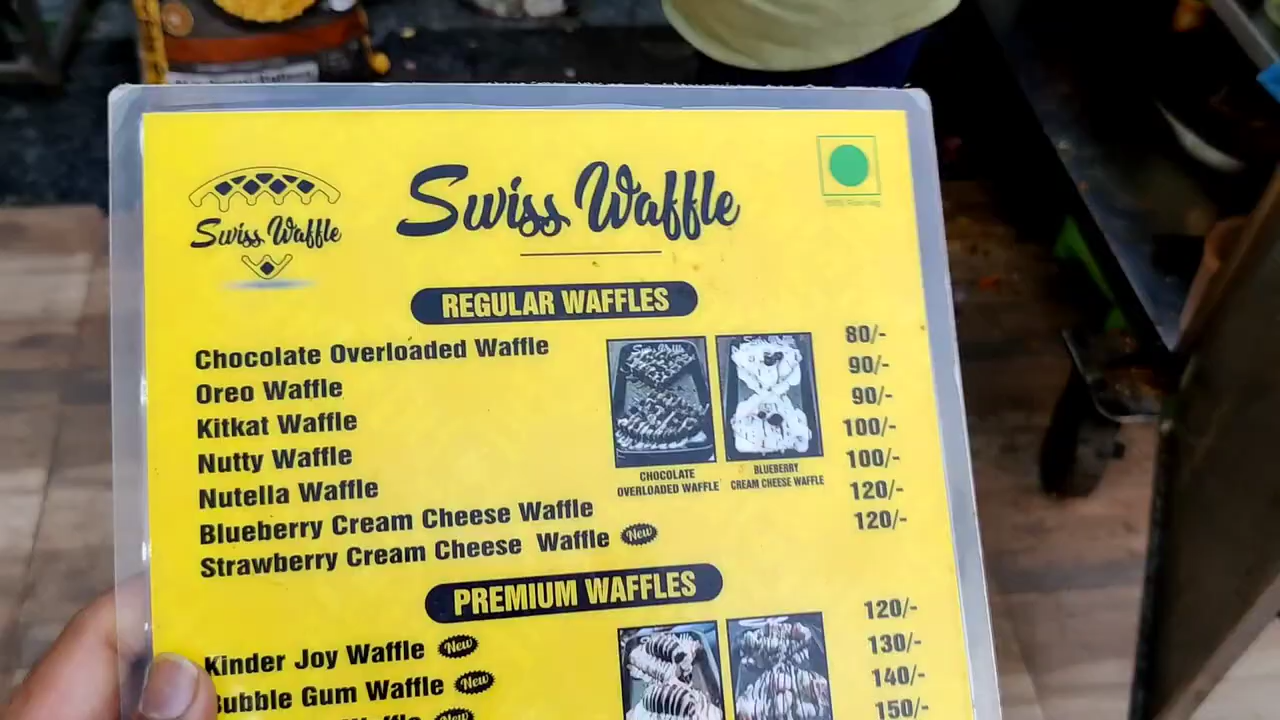 Swiss Waffle
Swiss Waffle
REGULAR WAFFLES
Chocolate Overloaded Waffle 80/-
Oreo Waffle 90/-
Kitkat Waffle 90/-
Nutty Waffle 100/-
Nutella Waffle 100/-
Blueberry Cream Cheese Waffle 120/-
Strawberry Cream Cheese Waffle New 120/-
CHOCOLATE
OVERLOADED WAFFLE
BLUEBERRY
CREAM CHEESE WAFFLE
PREMIUM WAFFLES
Kinder Joy Waffle New 120/-
Bubble Gum Waffle New 130/-
Waffle New 140/-
150/-